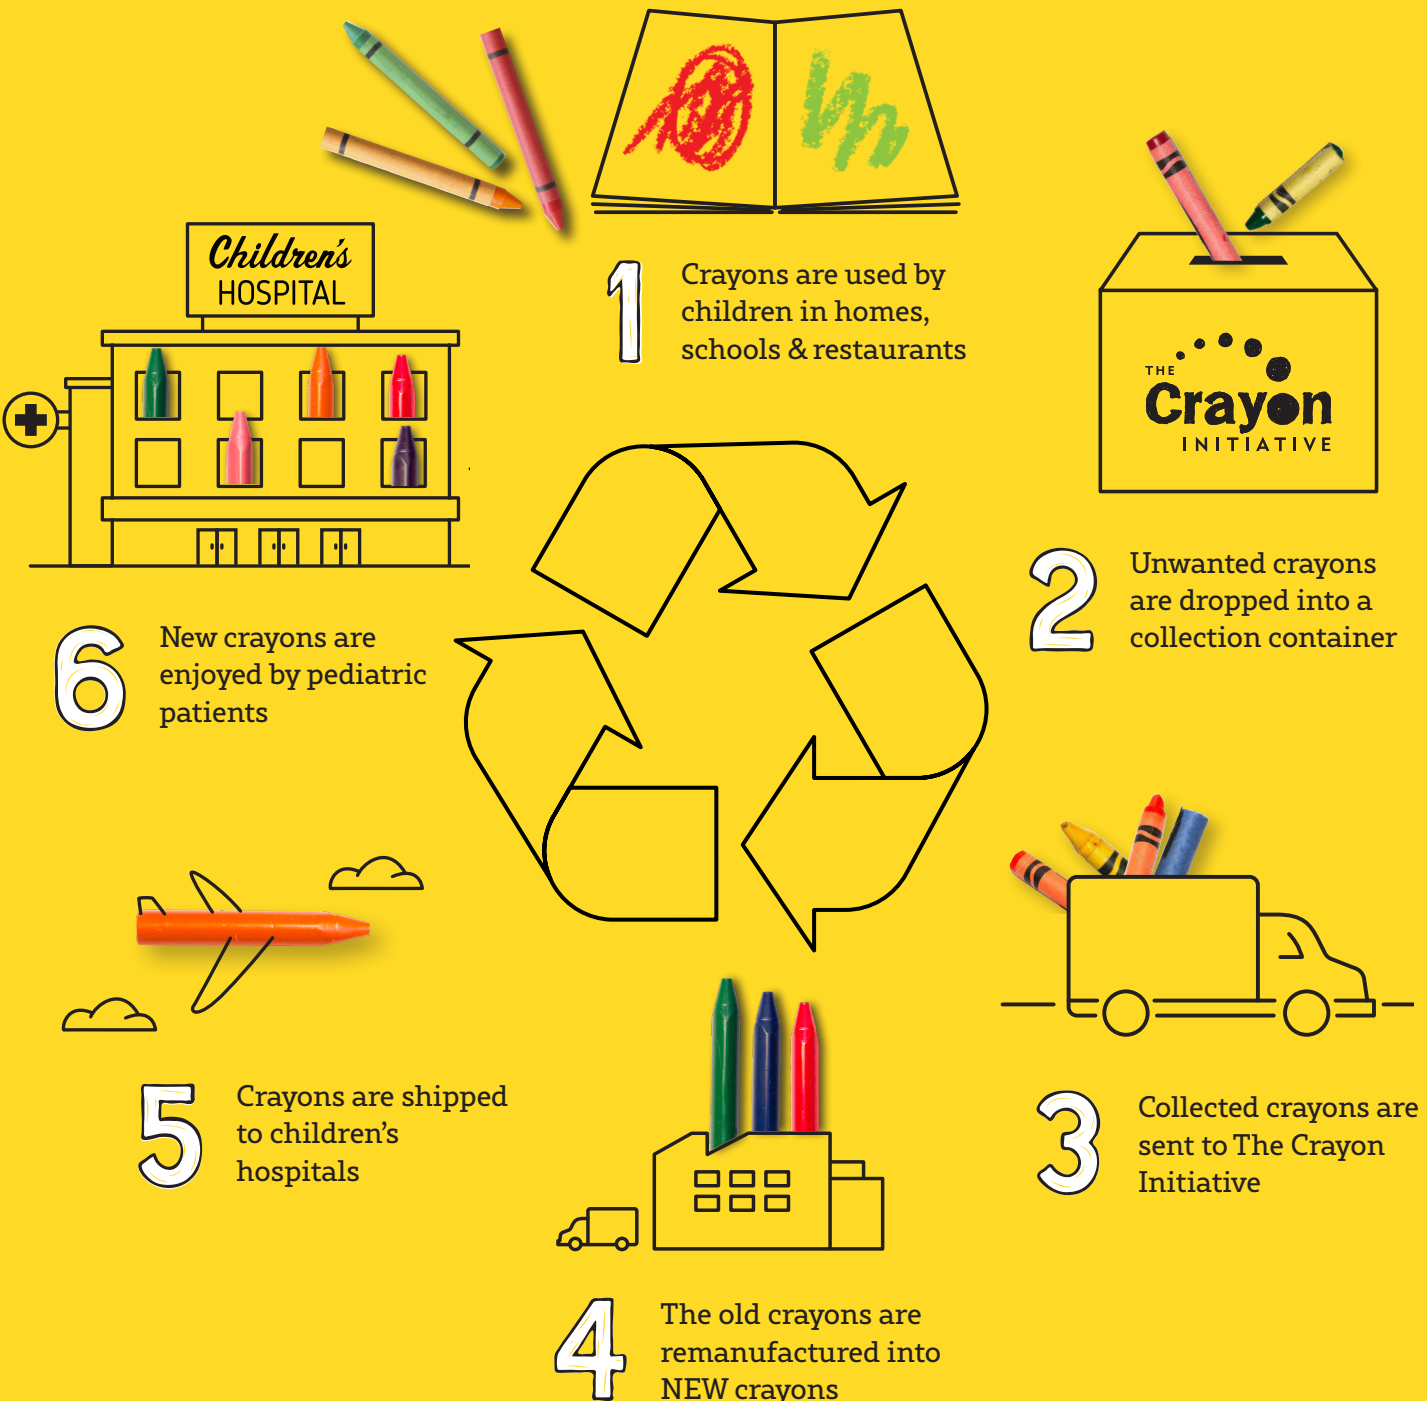 1
Crayons are used by
children in homes,
schools & restaurants
THE
Crayon
INITIATIVE
2
Unwanted crayons
are dropped into a
collection container
3
Collected crayons are
sent to The Crayon
Initiative
4
The old crayons are
remanufactured into
NEW crayons
5
Crayons are shipped
to children's
hospitals
Children's
HOSPITAL
6
New crayons are
enjoyed by pediatric
patients